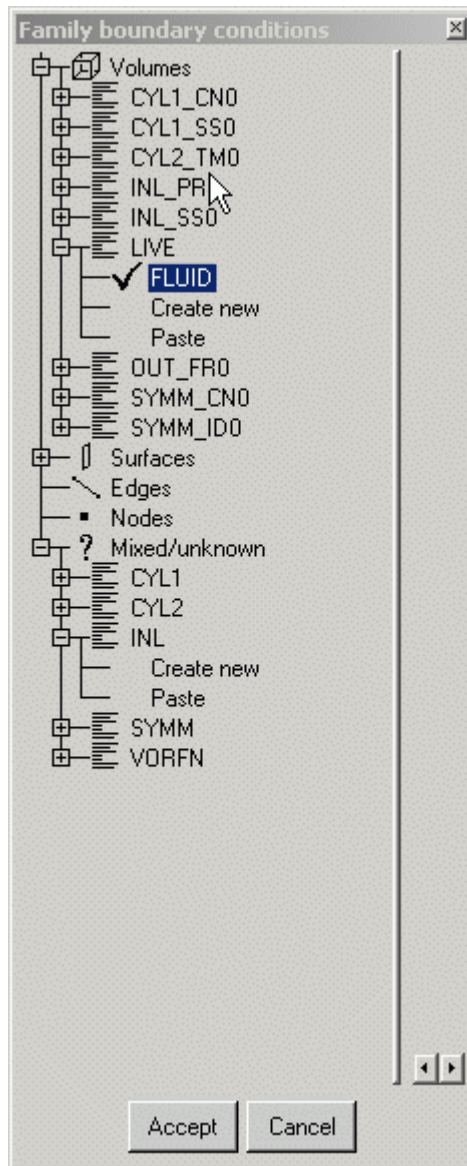 Family boundary conditions
Volumes
CYL1_CN0
CYL1_SS0
CYL2_TM0
INL_PR
INL_SS0
LIVE
FLUID
Create new
Paste
OUT_FR0
SYMM_CN0
SYMM_ID0
Surfaces
Edges
Nodes
? Mixed/unknown
CYL1
CYL2
INL
Create new
Paste
SYMM
VORFN
Accept Cancel